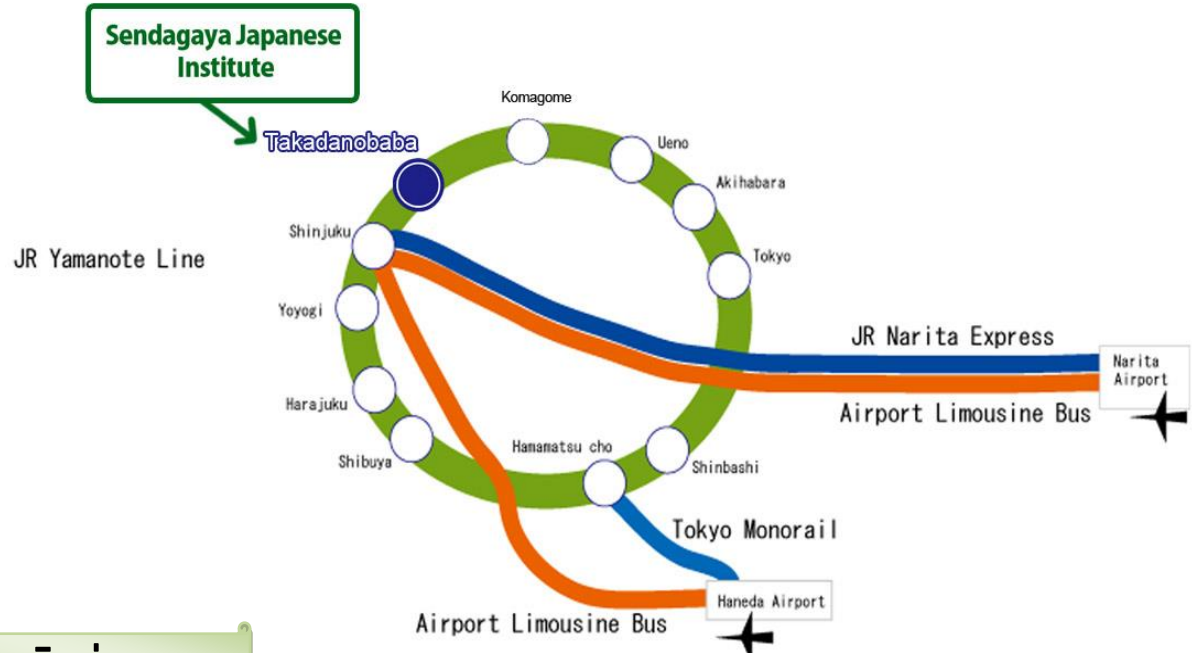 Sendagaya Japanese
Institute
Komagome
Takadanobaba
Ueno
Akihabara
Shinjuku
JR Yamanote Line
Tokyo
Yoyogi
JR Narita Express
Narita
Airport
Harajuku
Airport Limousine Bus
Hamamatsu cho
Shibuya
Shinbashi
Tokyo Monorail
Haneda Airport
Airport Limousine Bus